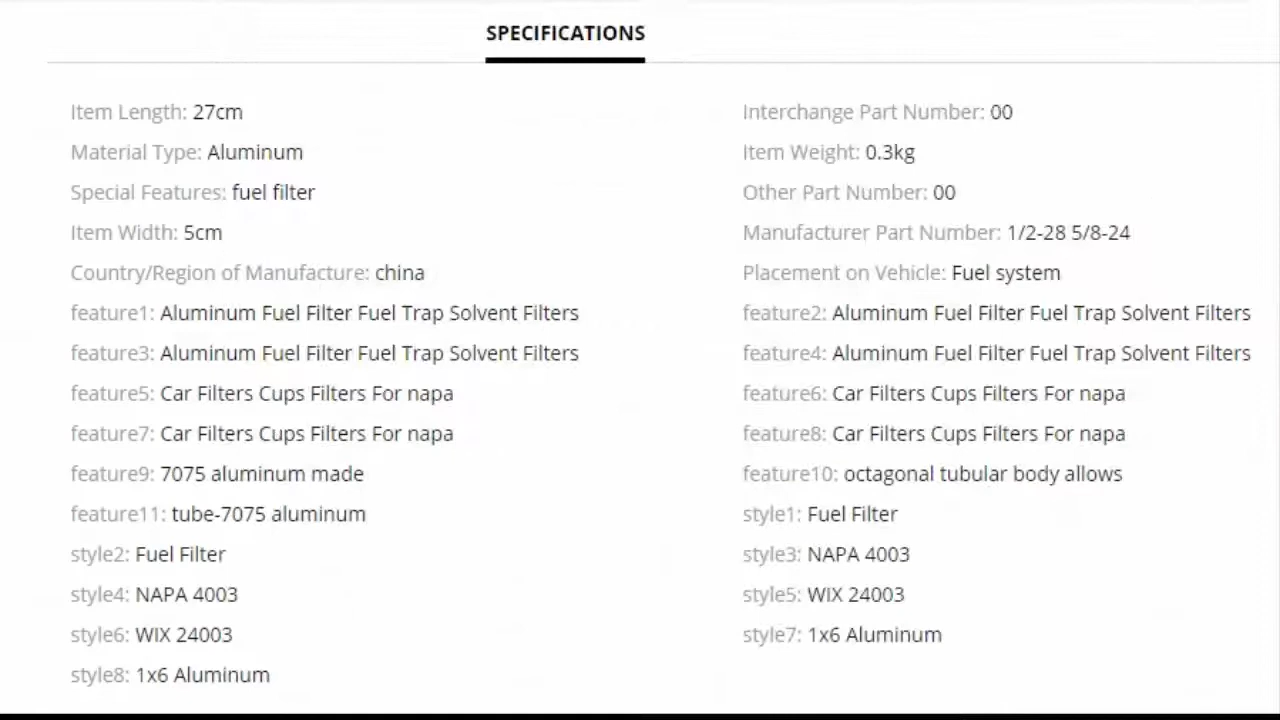 SPECIFICATIONS
Item Length: 27cm
Interchange Part Number: 00
Material Type: Aluminum
Item Weight: 0.3kg
Special Features: fuel filter
Other Part Number: 00
Item Width: 5cm
Manufacturer Part Number: 1/2-28 5/8-24
Country/Region of Manufacture: china
Placement on Vehicle: Fuel system
feature1: Aluminum Fuel Filter Fuel Trap Solvent Filters
feature2: Aluminum Fuel Filter Fuel Trap Solvent Filters
feature3: Aluminum Fuel Filter Fuel Trap Solvent Filters
feature4: Aluminum Fuel Filter Fuel Trap Solvent Filters
feature5: Car Filters Cups Filters For napa
feature6: Car Filters Cups Filters For napa
feature7: Car Filters Cups Filters For napa
feature8: Car Filters Cups Filters For napa
feature9: 7075 aluminum made
feature10: octagonal tubular body allows
feature11: tube-7075 aluminum
style1: Fuel Filter
style2: Fuel Filter
style3: NAPA 4003
style4: NAPA 4003
style5: WIX 24003
style6: WIX 24003
style7: 1x6 Aluminum
style8: 1x6 Aluminum